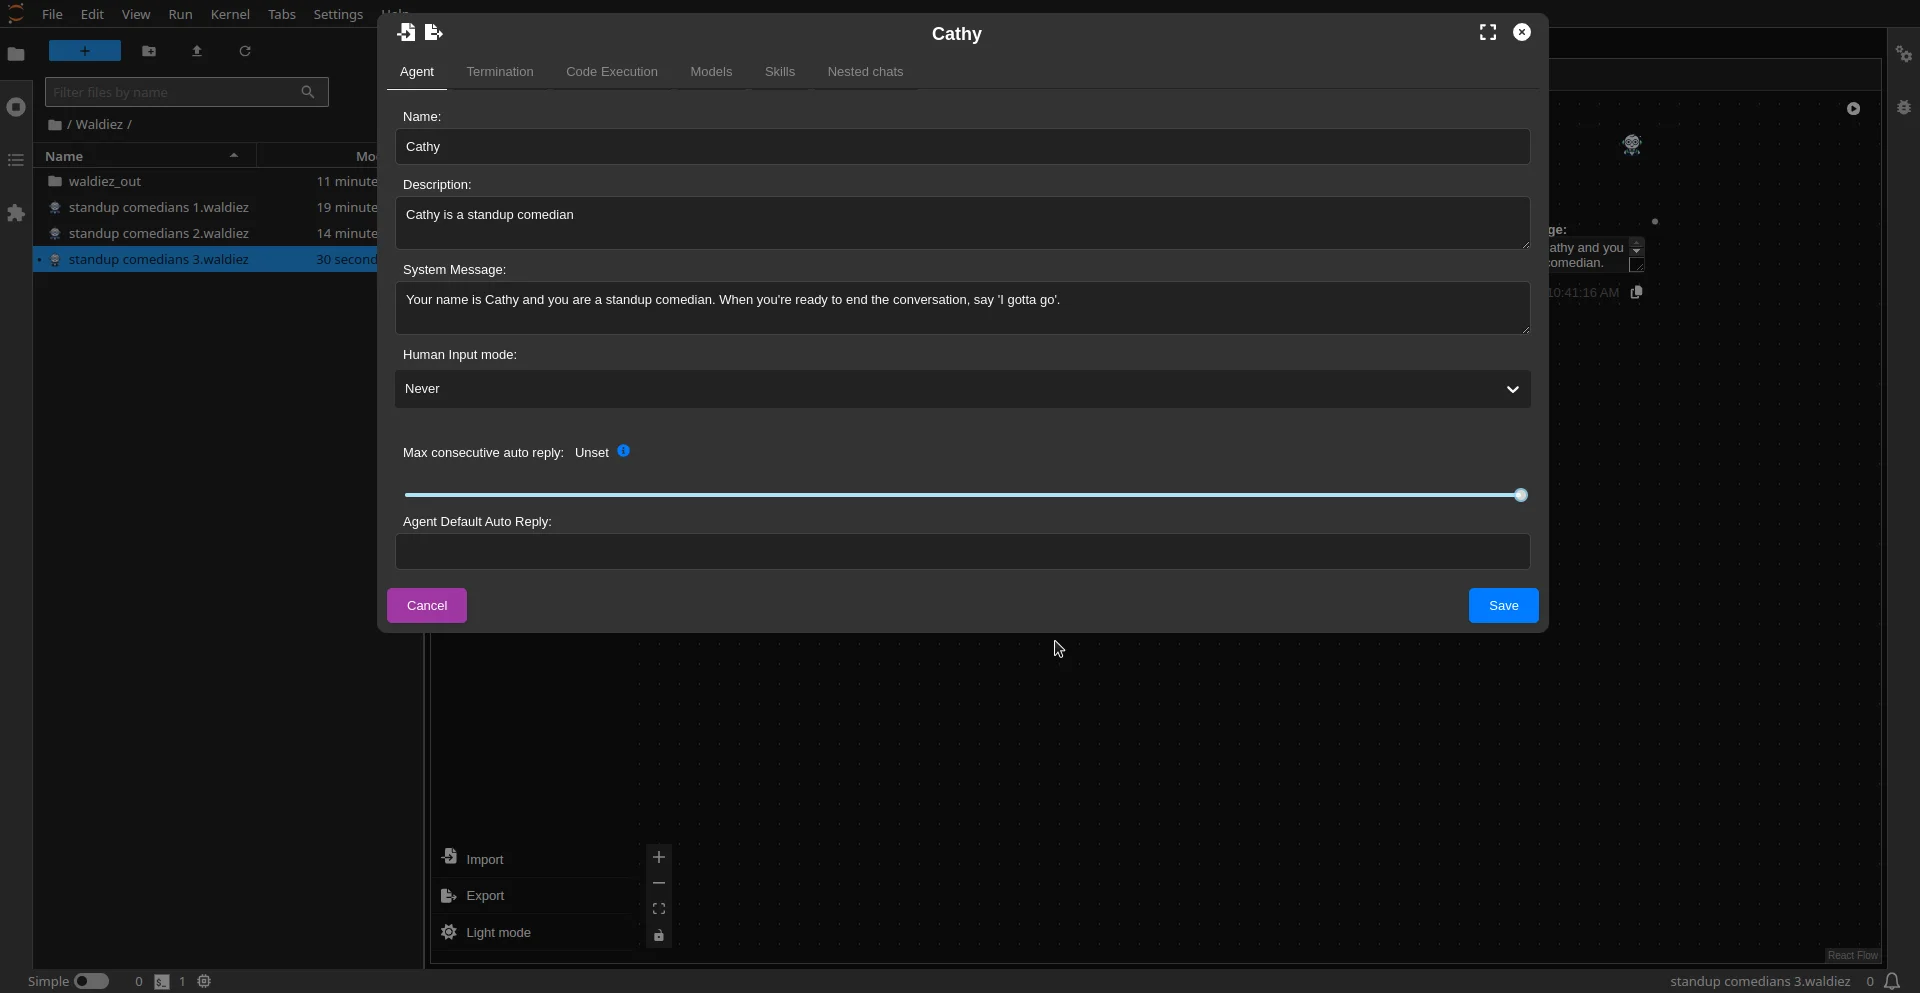 File Edit View Run Kernel Tabs Settings Help
Cathy
Agent Termination Code Execution Models Skills Nested chats
Filter files by name
/ Waldiez /
Name
waldiez_out 11 minute
standup comedians 1.waldiez 19 minute
standup comedians 2.waldiez 14 minute
standup comedians 3.waldiez 30 second
Name:
Cathy
Description:
Cathy is a standup comedian
System Message:
Your name is Cathy and you are a standup comedian. When you're ready to end the conversation, say 'I gotta go'.
Human Input mode:
Never
Max consecutive auto reply: Unset
Agent Default Auto Reply:
Cancel Save
ge:
athy and you
comedian.
10:41:16 AM
Import
Export
Light mode
React Flow
Simple 0 1 standup comedians 3.waldiez 0